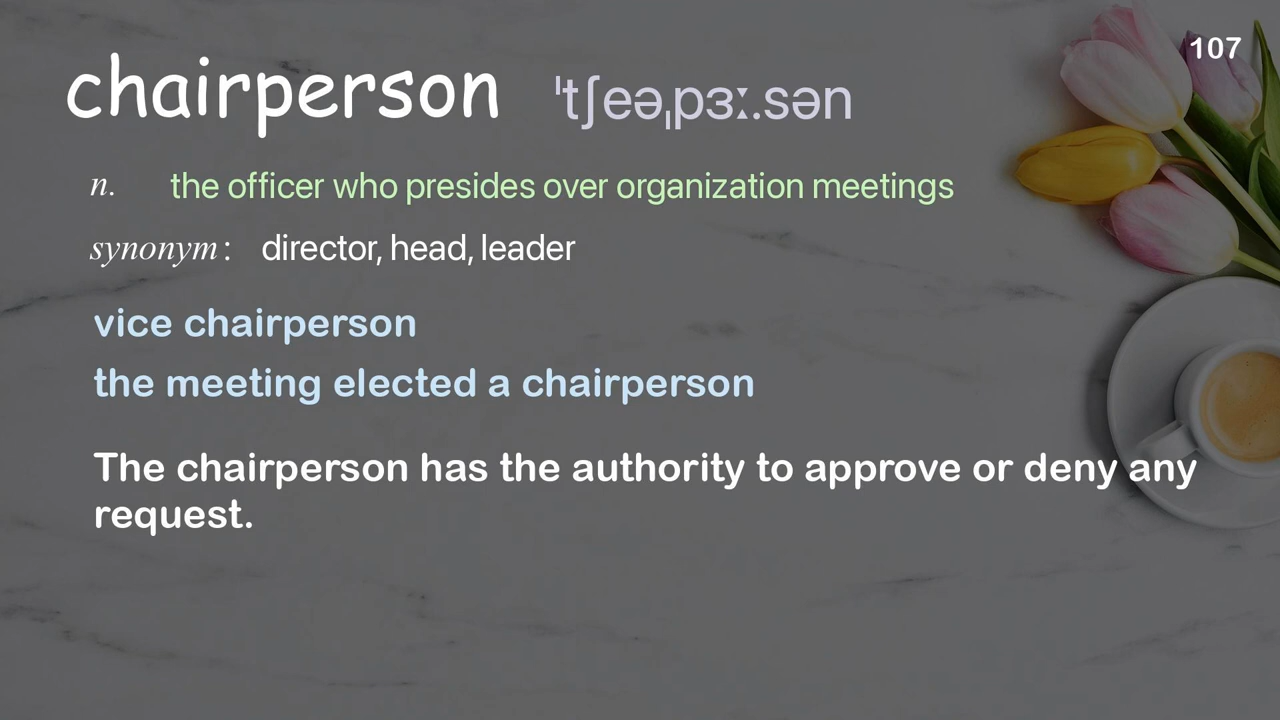 107
chairperson ˈtʃeəˌpɜː.sən
n. the officer who presides over organization meetings
synonym: director, head, leader
vice chairperson
the meeting elected a chairperson
The chairperson has the authority to approve or deny any
request.